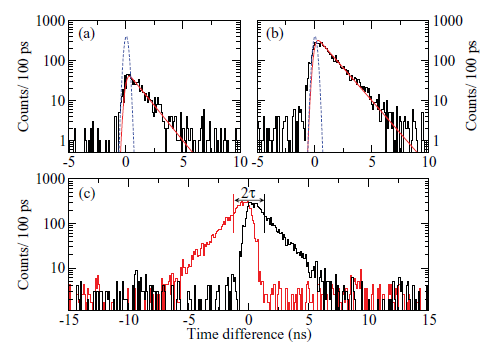 1000 (a) (b) 1000
100 100
Counts/ 100 ps Counts/ 100 ps
10 10
1 1
-5 0 5 10 -5 0 5 10
1000 (c) 2τ
100
Counts/ 100 ps
10
-15 -10 -5 0 5 10 15
Time difference (ns)